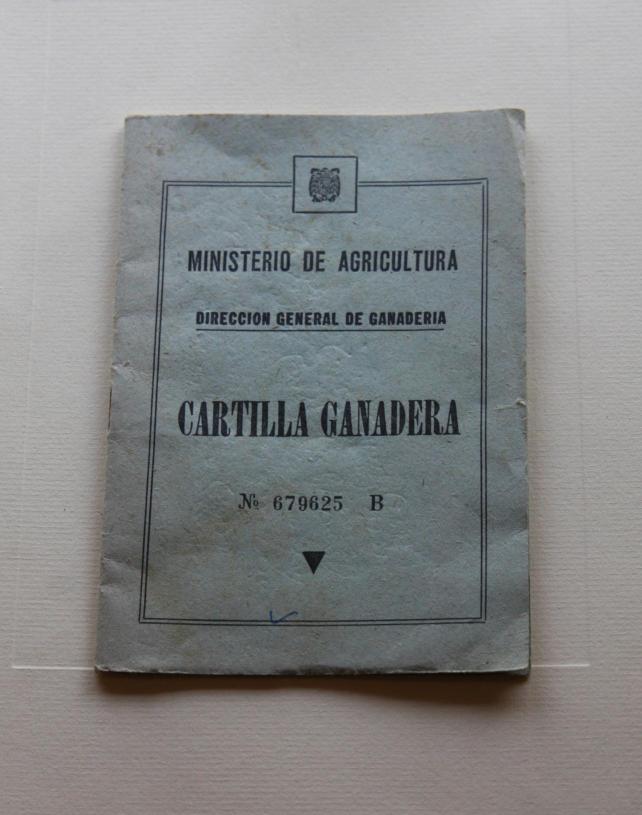 MINISTERIO DE AGRICULTURA
DIRECCION GENERAL DE GANADERIA
CARTILLA GANADERA
Nº 679625 B